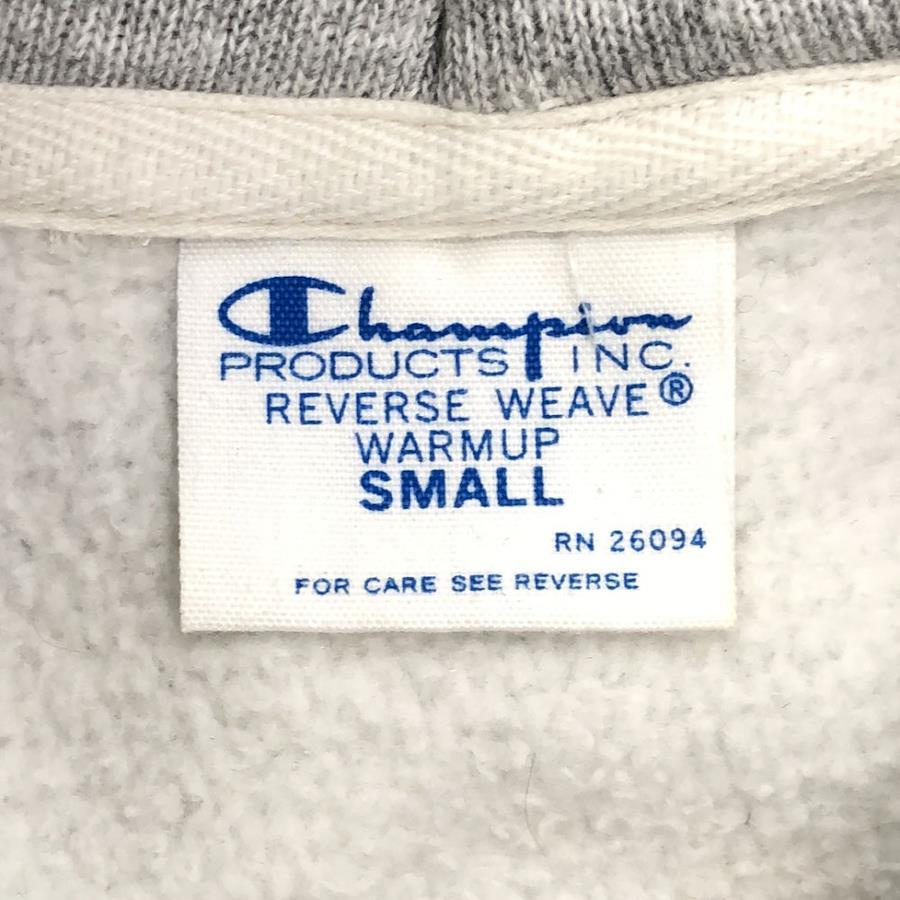 Champion
PRODUCTS INC.
REVERSE WEAVE®
WARMUP
SMALL
RN 26094
FOR CARE SEE REVERSE